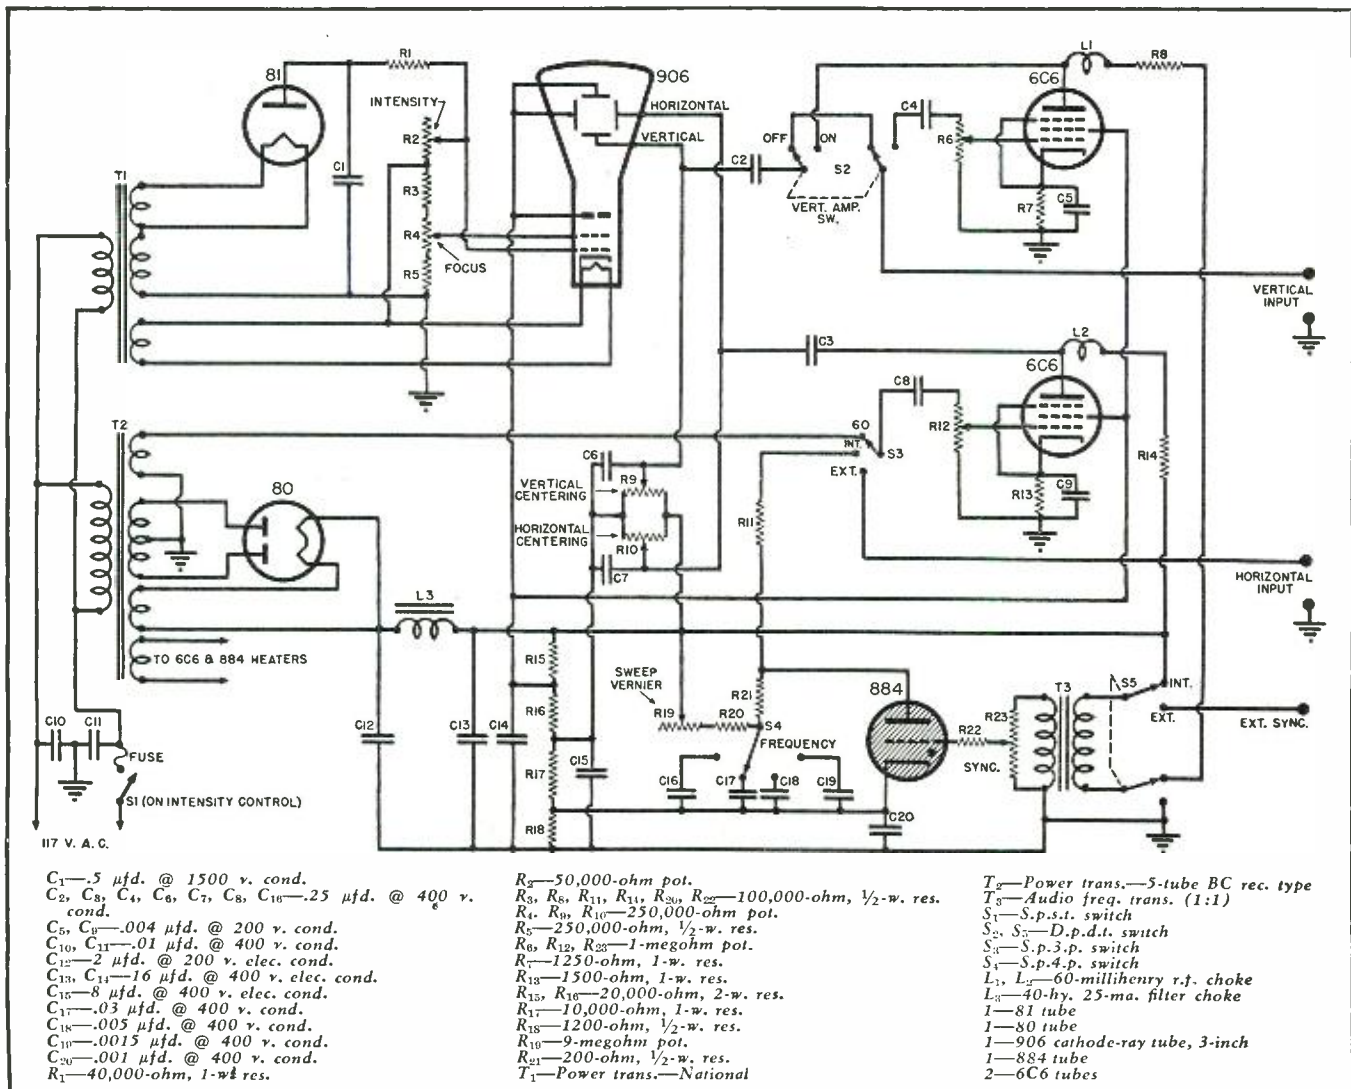 81
R1
INTENSITY
R2
C1
R3
R4
R5
FOCUS
T1
906
HORIZONTAL
VERTICAL
C2
OFF
ON
S2
VERT. AMP.
SW.
C4
R6
6C6
L1
R8
R7
C5
VERTICAL
INPUT
C3
L2
6C6
C8
R12
R13
C9
R14
60
INT.
EXT.
S3
T2
80
C6
R9
VERTICAL
CENTERING
HORIZONTAL
CENTERING
R10
C7
R11
HORIZONTAL
INPUT
L3
TO 6C6 & 884 HEATERS
R15
R16
R17
R18
SWEEP
VERNIER
R19
R20
R21
S4
FREQUENCY
884
R22
SYNC.
R23
T3
S5
INT.
EXT.
EXT. SYNC.
C10
C11
FUSE
S1 (ON INTENSITY CONTROL)
117 V. A. C.
C12
C13
C14
C15
C16
C17
C18
C19
C20
C1—.5 µfd. @ 1500 v. cond.
C2, C3, C4, C6, C7, C8, C16—.25 µfd. @ 400 v.
cond.
C5, C9—.004 µfd. @ 200 v. cond.
C10, C11—.01 µfd. @ 400 v. cond.
C12—2 µfd. @ 200 v. elec. cond.
C13, C14—16 µfd. @ 400 v. elec. cond.
C15—8 µfd. @ 400 v. elec. cond.
C17—.03 µfd. @ 400 v. cond.
C18—.005 µfd. @ 400 v. cond.
C19—.0015 µfd. @ 400 v. cond.
C20—.001 µfd. @ 400 v. cond.
R1—40,000-ohm, 1-w. res.
R2—50,000-ohm pot.
R3, R8, R11, R14, R20, R22—100,000-ohm, ½-w. res.
R4, R9, R10—250,000-ohm pot.
R5—250,000-ohm, ½-w. res.
R6, R12, R23—1-megohm pot.
R7—1250-ohm, 1-w. res.
R13—1500-ohm, 1-w. res.
R15, R16—20,000-ohm, 2-w. res.
R17—10,000-ohm, 1-w. res.
R18—1200-ohm, ½-w. res.
R19—9-megohm pot.
R21—200-ohm, ½-w. res.
T1—Power trans.—National
T2—Power trans.—5-tube BC rec. type
T3—Audio freq. trans. (1:1)
S1—S.p.s.t. switch
S2, S5—D.p.d.t. switch
S3—S.p.3.p. switch
S4—S.p.4.p. switch
L1, L2—60-millihenry r.f. choke
L3—40-hy. 25-ma. filter choke
1—81 tube
1—80 tube
1—906 cathode-ray tube, 3-inch
1—884 tube
2—6C6 tubes